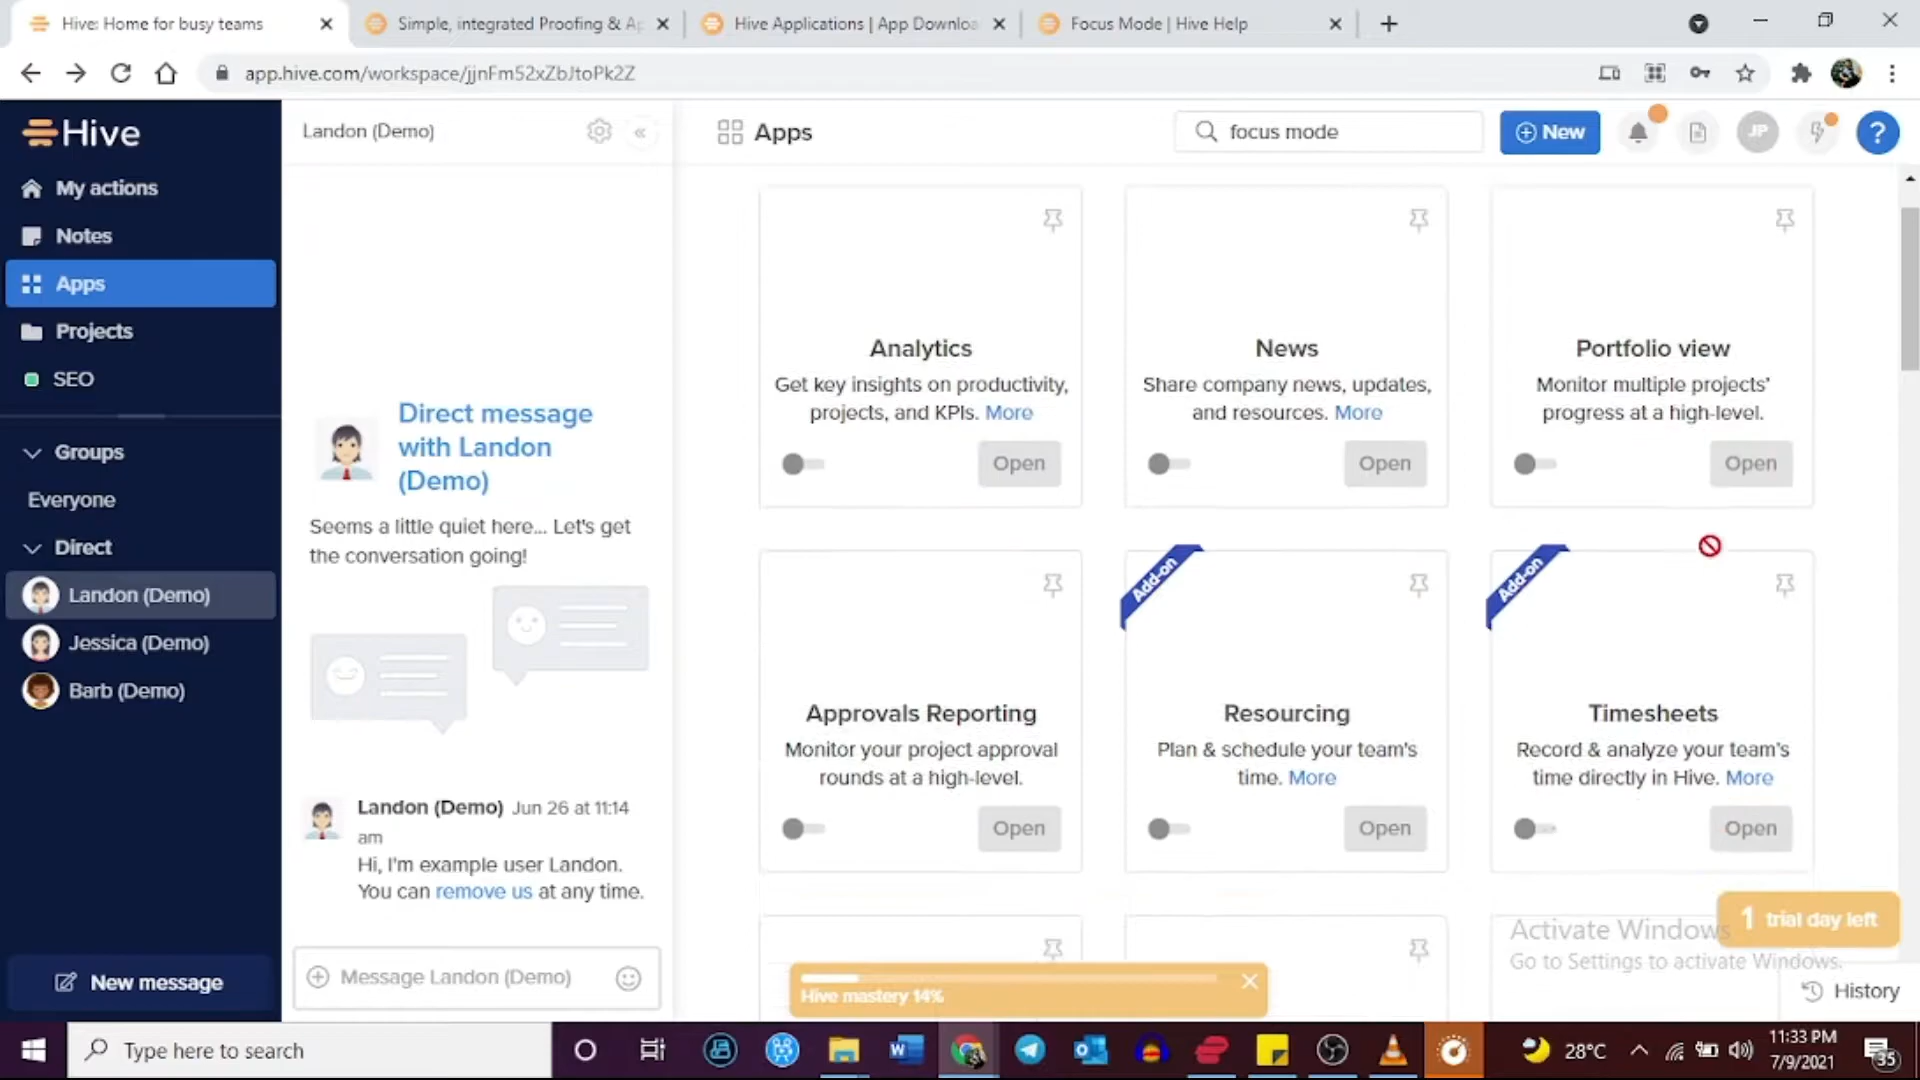 Hive: Home for busy teams
Simple, integrated Proofing & Ap
Hive Applications | App Downloa
Focus Mode | Hive Help
app.hive.com/workspace/jjnFm52xZbJtoPk2Z
Hive
My actions
Notes
Apps
Projects
SEO
Groups
Everyone
Direct
Landon (Demo)
Jessica (Demo)
Barb (Demo)
New message
Landon (Demo)
Direct message
with Landon
(Demo)
Seems a little quiet here... Let's get
the conversation going!
Landon (Demo) Jun 26 at 11:14
am
Hi, I'm example user Landon.
You can remove us at any time.
Message Landon (Demo)
Apps
focus mode
New
JP
?
Analytics
Get key insights on productivity,
projects, and KPIs. More
Open
News
Share company news, updates,
and resources. More
Open
Portfolio view
Monitor multiple projects'
progress at a high-level.
Open
Approvals Reporting
Monitor your project approval
rounds at a high-level.
Open
Add-on
Resourcing
Plan & schedule your team's
time. More
Open
Add-on
Timesheets
Record & analyze your team's
time directly in Hive. More
Open
1 trial day left
Activate Windows
Go to Settings to activate Windows.
Hive mastery 14%
History
Type here to search
28°C
11:33 PM
7/9/2021
35